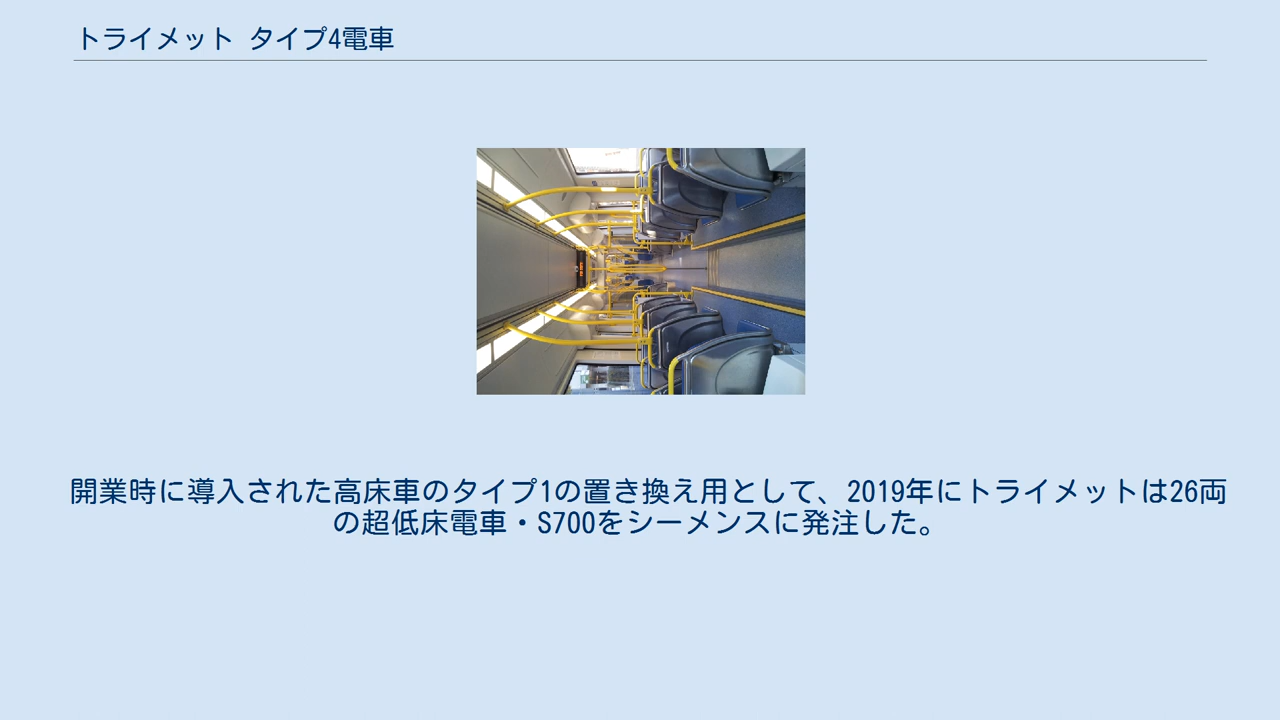 トライメット タイプ4電車
開業時に導入された高床車のタイプ1の置き換え用として、2019年にトライメットは26両
の超低床電車・S700をシーメンスに発注した。